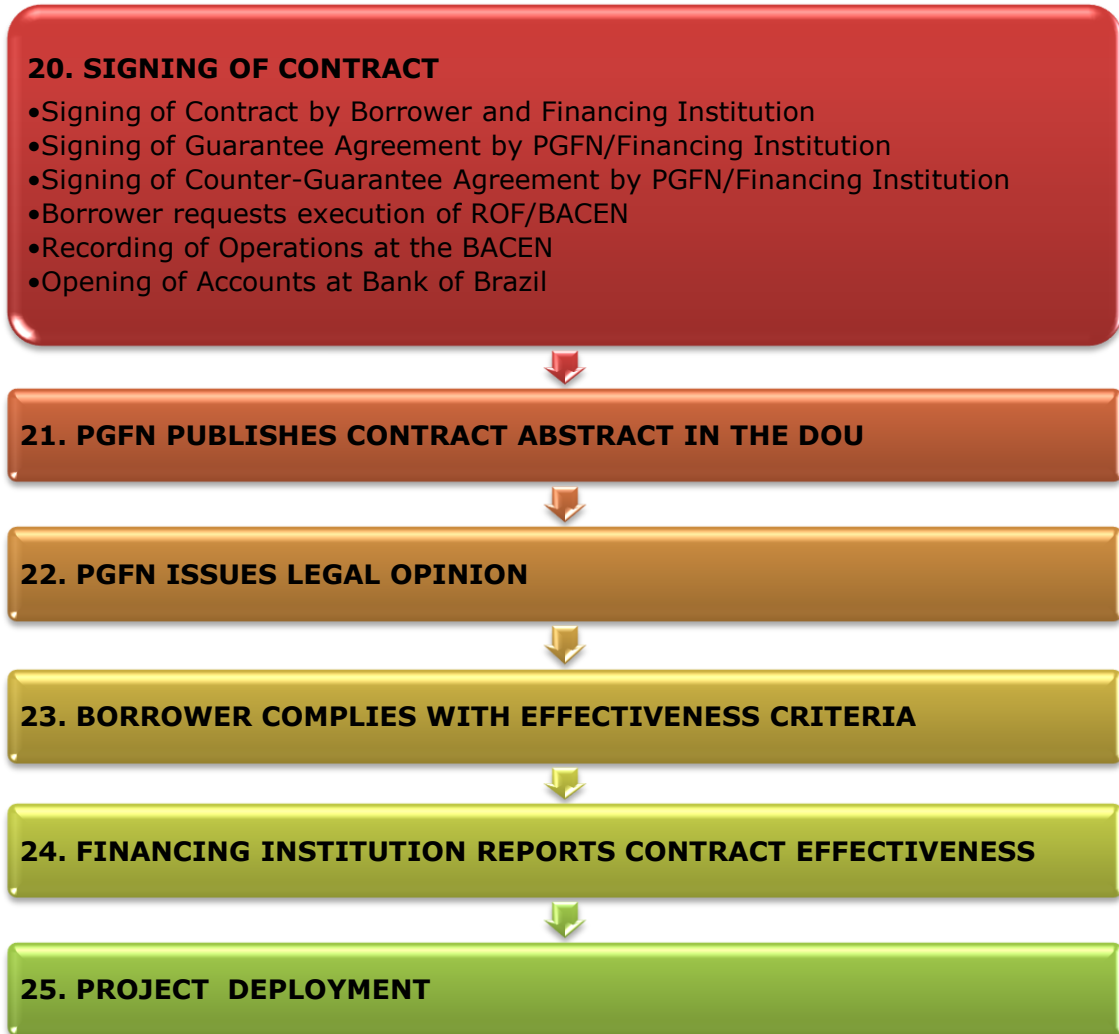 20. SIGNING OF CONTRACT
•Signing of Contract by Borrower and Financing Institution
•Signing of Guarantee Agreement by PGFN/Financing Institution
•Signing of Counter-Guarantee Agreement by PGFN/Financing Institution
•Borrower requests execution of ROF/BACEN
•Recording of Operations at the BACEN
•Opening of Accounts at Bank of Brazil
21. PGFN PUBLISHES CONTRACT ABSTRACT IN THE DOU
22. PGFN ISSUES LEGAL OPINION
23. BORROWER COMPLIES WITH EFFECTIVENESS CRITERIA
24. FINANCING INSTITUTION REPORTS CONTRACT EFFECTIVENESS
25. PROJECT  DEPLOYMENT